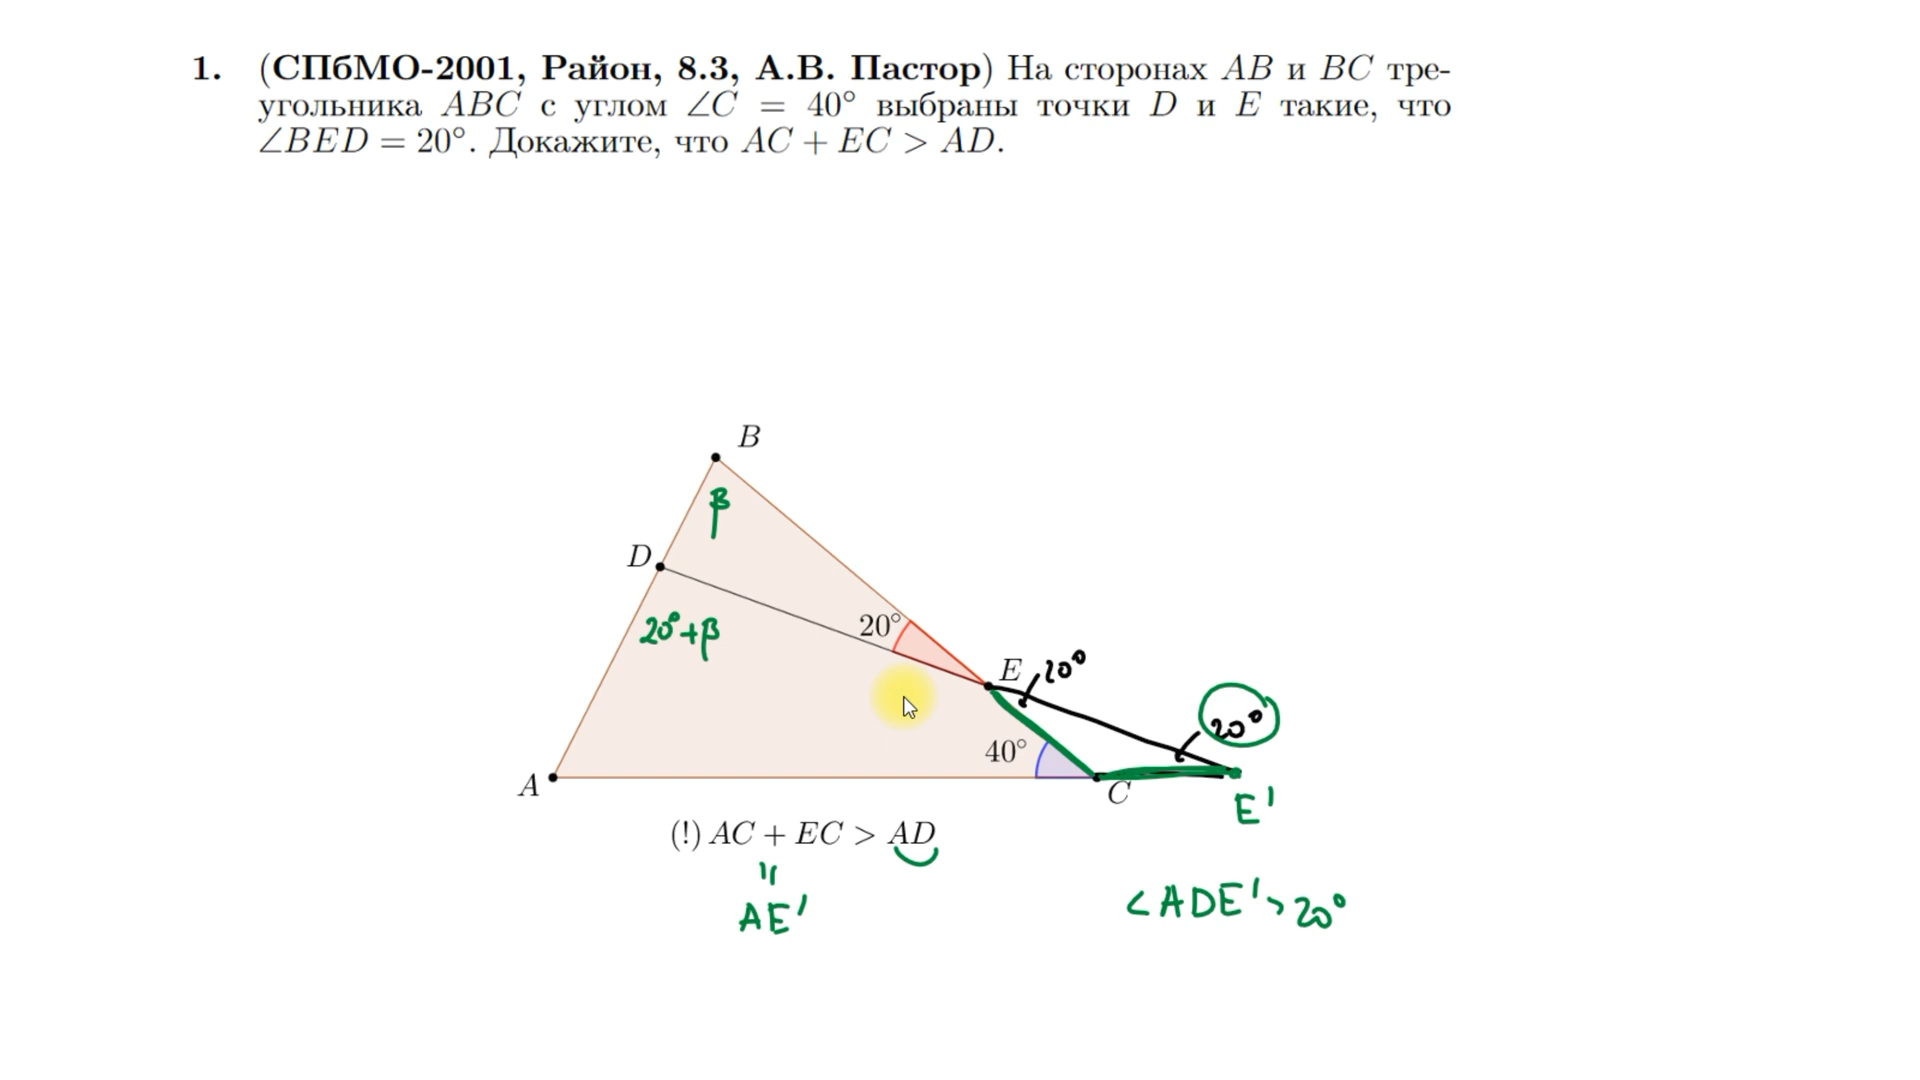 1. (СПбМО-2001, Район, 8.3, А.В. Пастор) На сторонах AB и BC тре-
угольника ABC с углом ∠C = 40° выбраны точки D и E такие, что
∠BED = 20°. Докажите, что AC + EC > AD.
B
β
D
20°
20°+β
E
20°
20°
40°
A
C
E'
(!) AC + EC > AD
||
AE'
<ADE'>20°